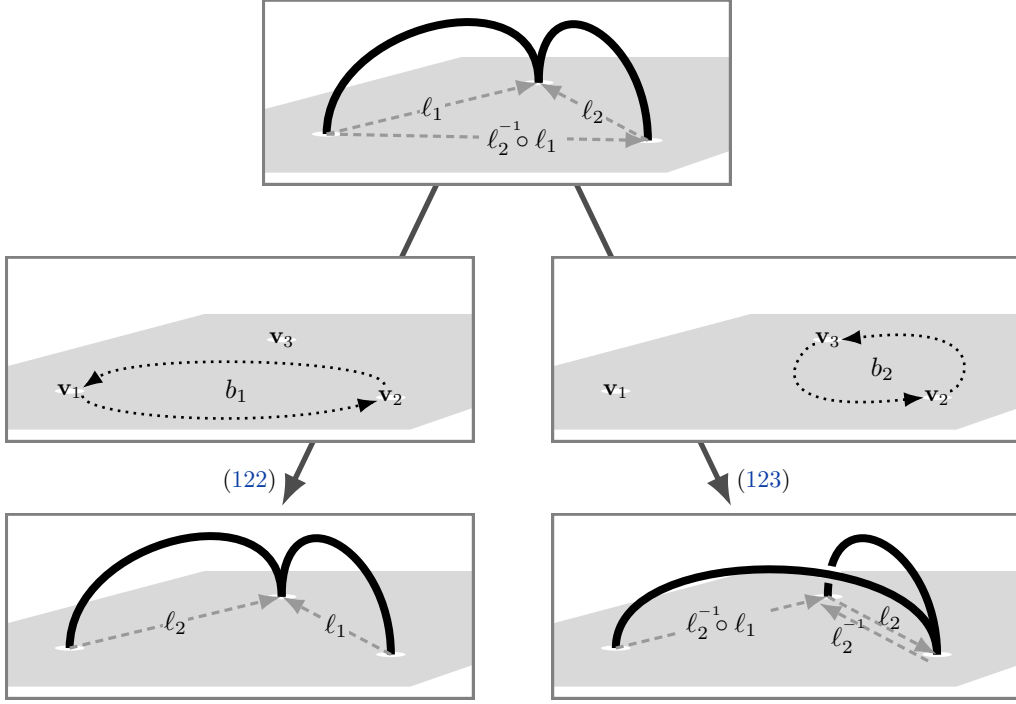 ℓ₁
ℓ₂
ℓ₂⁻¹ ∘ ℓ₁
v₃
v₁
b₁
v₂
v₃
b₂
v₁
v₂
(122)
(123)
ℓ₂
ℓ₁
ℓ₂⁻¹ ∘ ℓ₁
ℓ₂
ℓ₂⁻¹